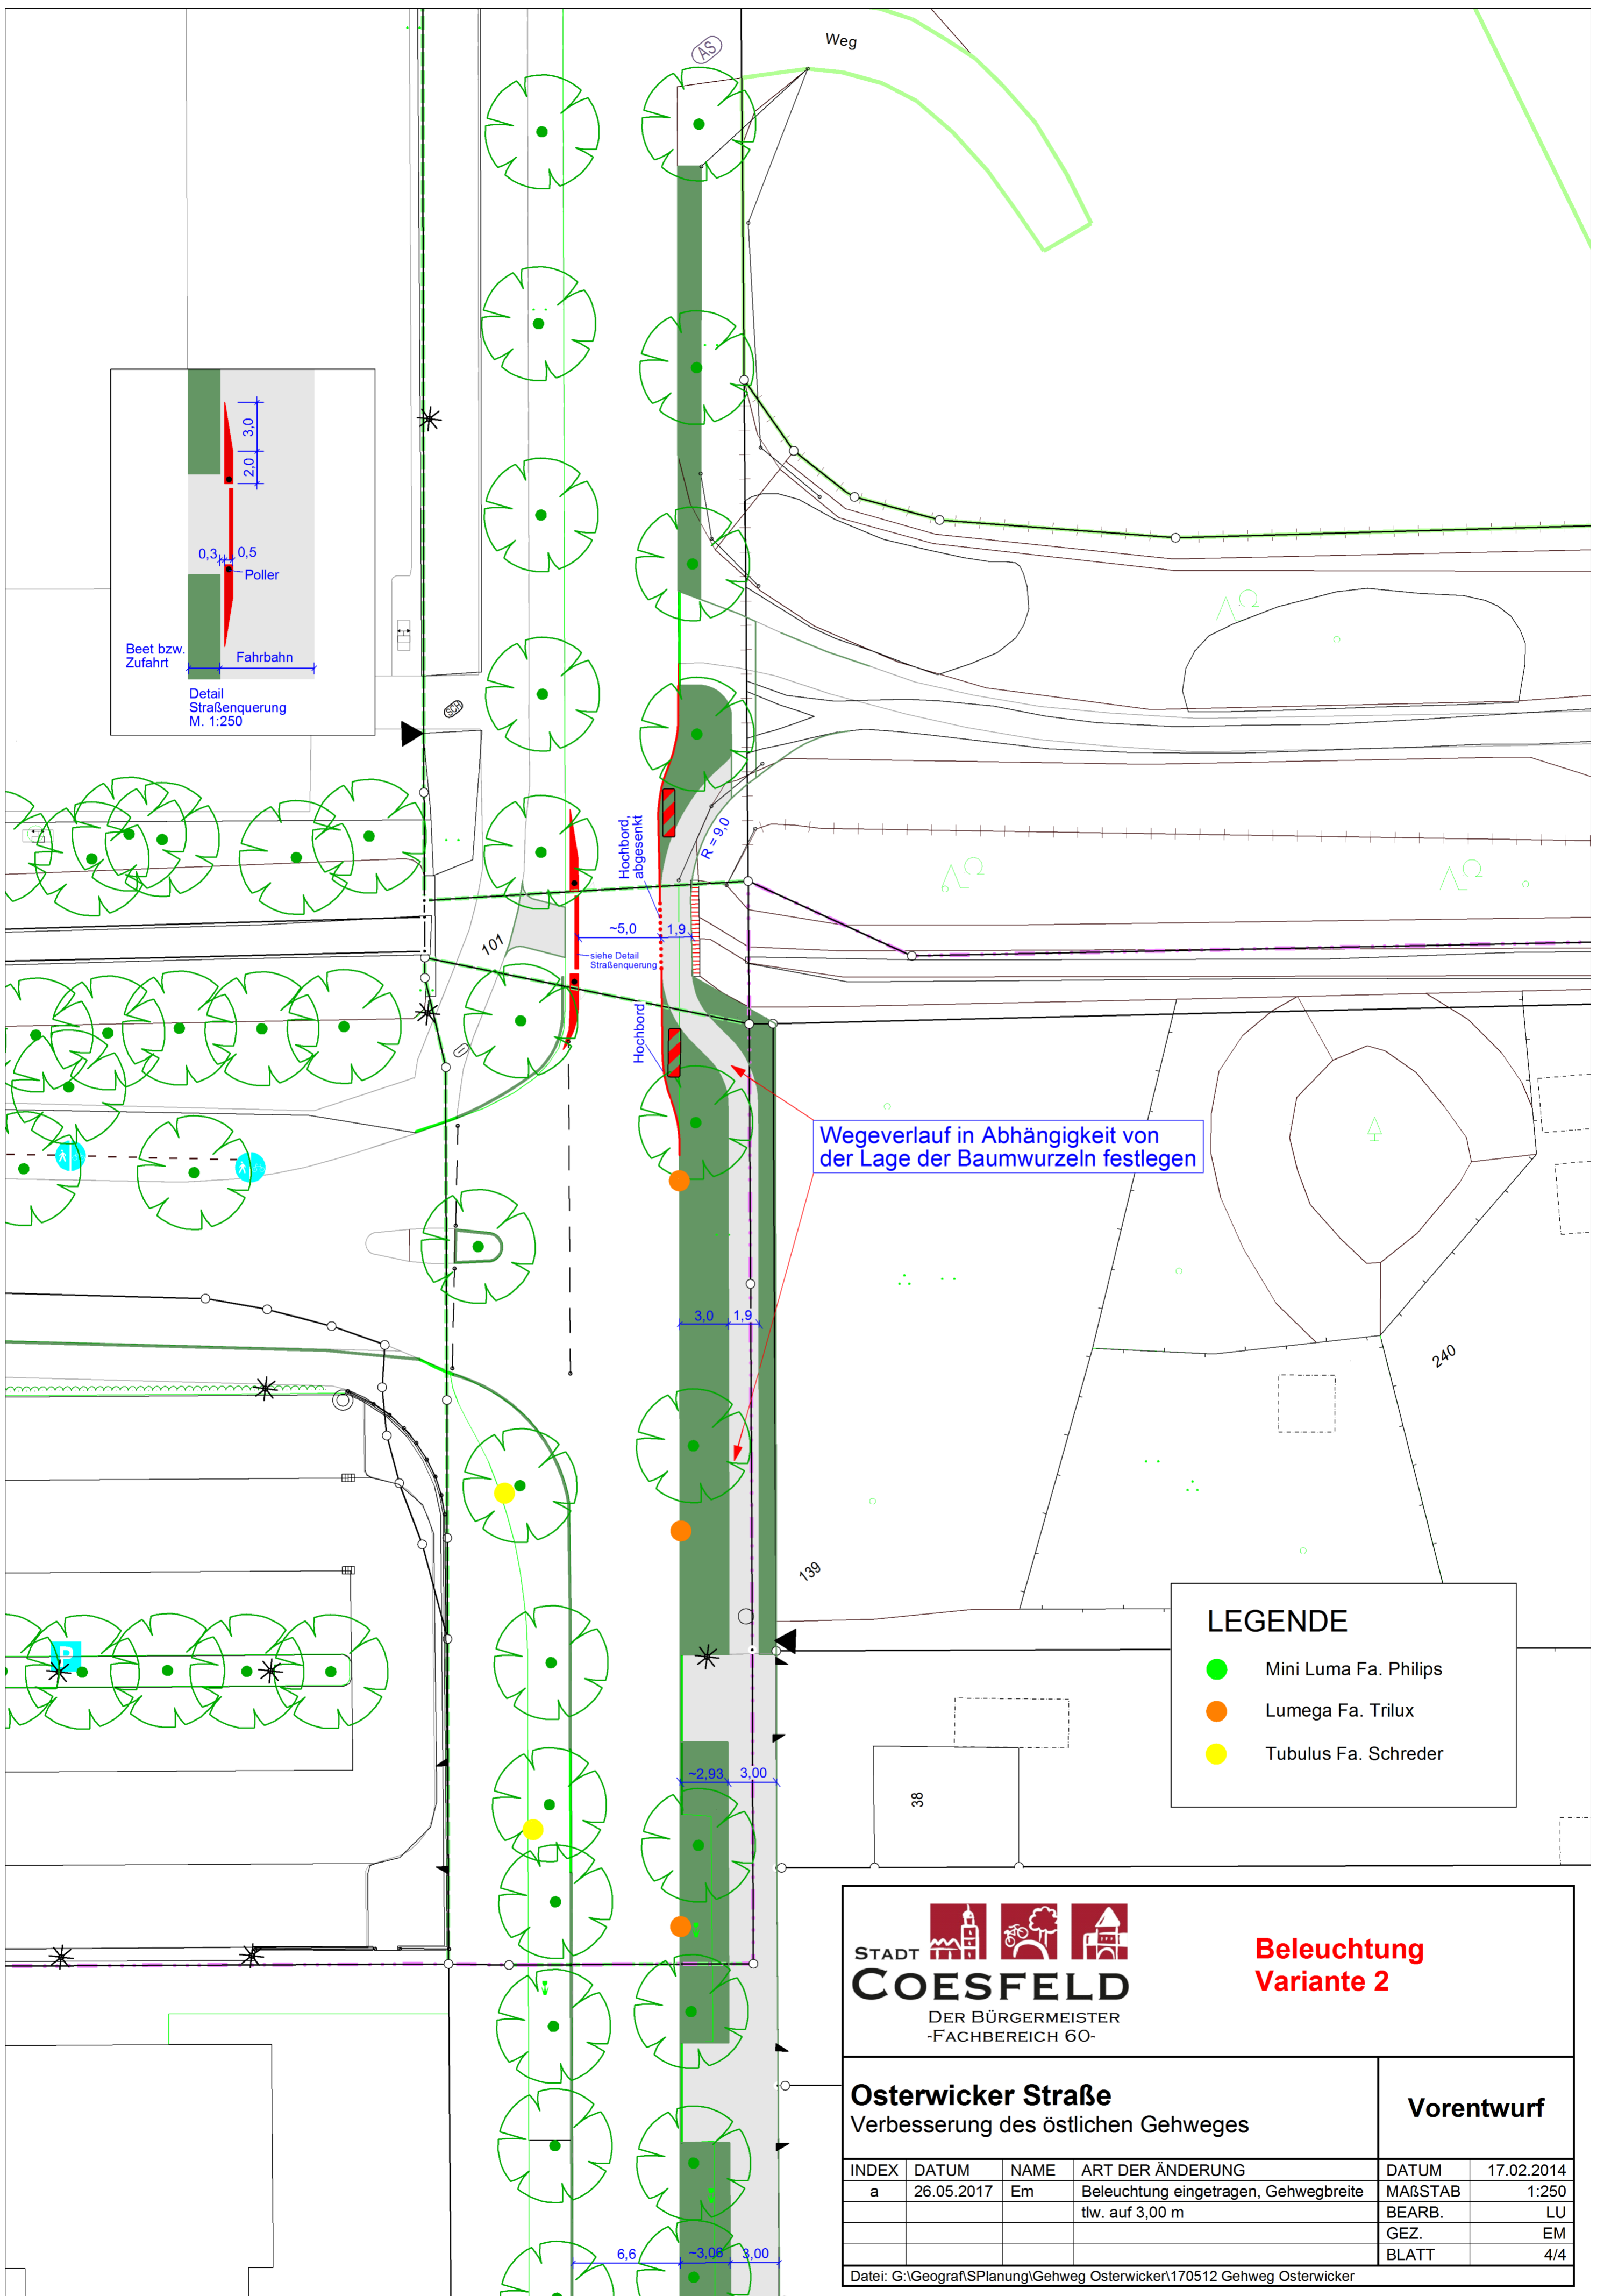 AS
Weg
3,0
2,0
0,3
0,5
Poller
Beet bzw.
Zufahrt
Fahrbahn
Detail
Straßenquerung
M. 1:250
SCH
Hochbord,
abgesenkt
R = 9,0
~5,0
1,9
101
siehe Detail
Straßenquerung
Hochbord
Wegeverlauf in Abhängigkeit von
der Lage der Baumwurzeln festlegen
3,0
1,9
240
139
P
LEGENDE
Mini Luma Fa. Philips
Lumega Fa. Trilux
Tubulus Fa. Schreder
~2,93
3,00
38
STADT
COESFELD
DER BÜRGERMEISTER
-FACHBEREICH 60-
Beleuchtung
Variante 2
Osterwicker Straße
Verbesserung des östlichen Gehweges
Vorentwurf
INDEX DATUM NAME ART DER ÄNDERUNG
a 26.05.2017 Em Beleuchtung eingetragen, Gehwegbreite
tlw. auf 3,00 m
DATUM 17.02.2014
MAßSTAB 1:250
BEARB. LU
GEZ. EM
BLATT 4/4
Datei: G:\Geograf\SPlanung\Gehweg Osterwicker\170512 Gehweg Osterwicker
6,6
~3,06
3,00